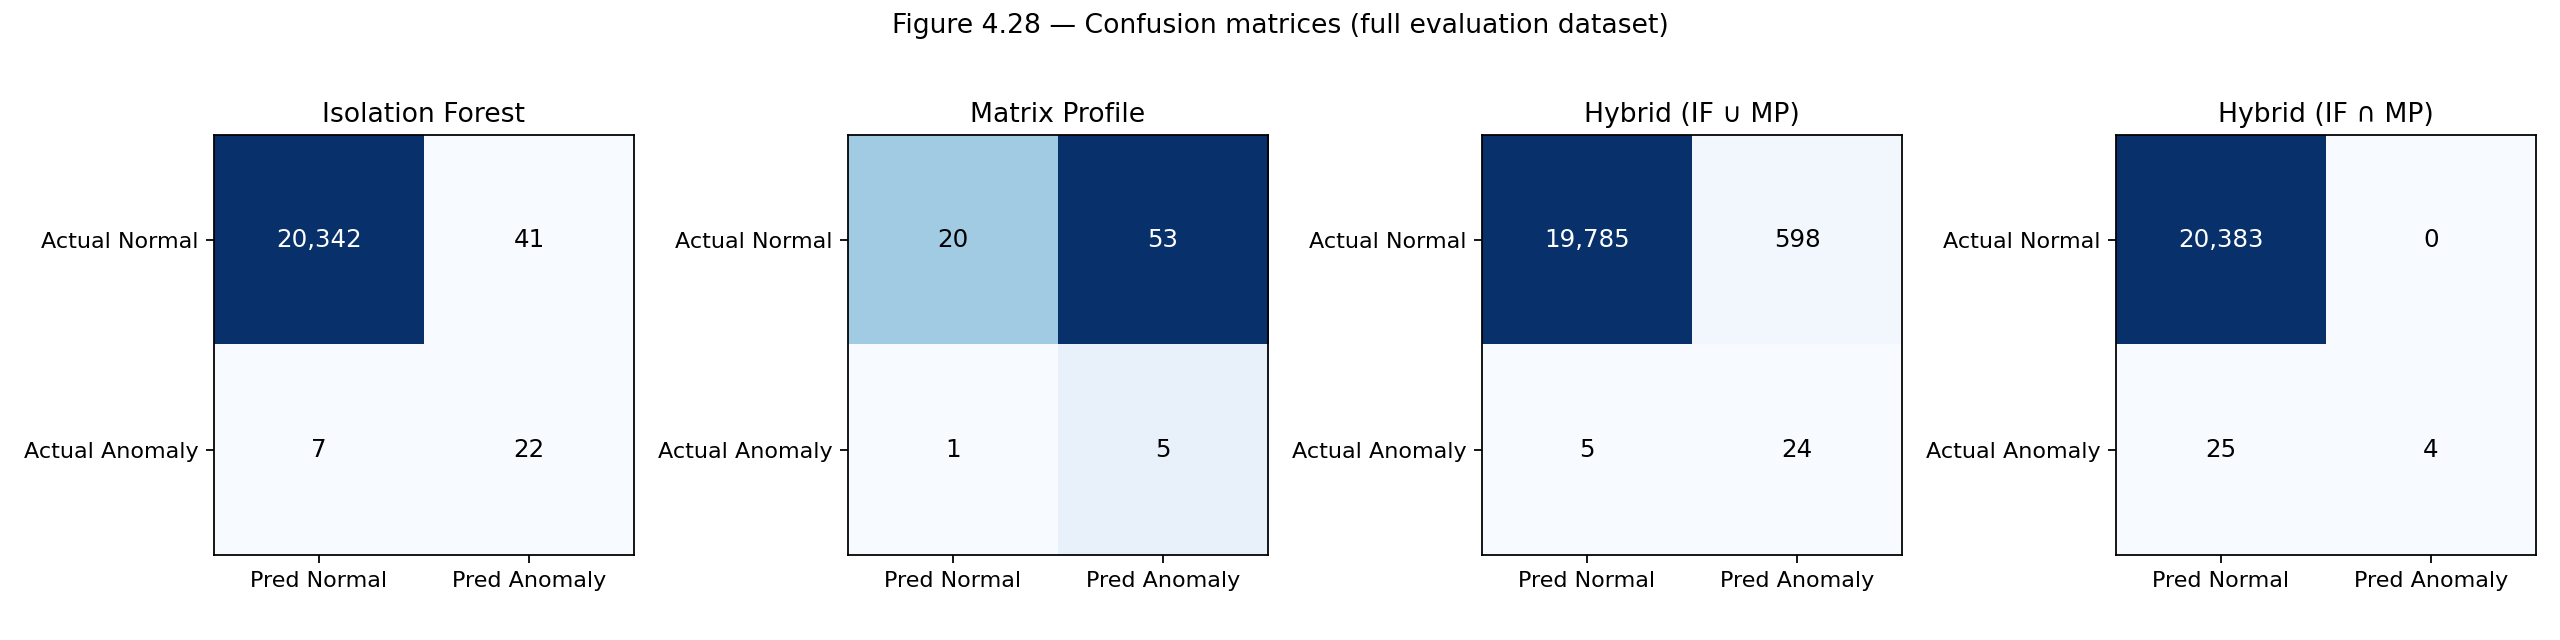 Figure 4.28 — Confusion matrices (full evaluation dataset)
Isolation Forest
Actual Normal
20,342
41
Actual Anomaly
7
22
Pred Normal
Pred Anomaly
Matrix Profile
Actual Normal
20
53
Actual Anomaly
1
5
Pred Normal
Pred Anomaly
Hybrid (IF ∪ MP)
Actual Normal
19,785
598
Actual Anomaly
5
24
Pred Normal
Pred Anomaly
Hybrid (IF ∩ MP)
Actual Normal
20,383
0
Actual Anomaly
25
4
Pred Normal
Pred Anomaly